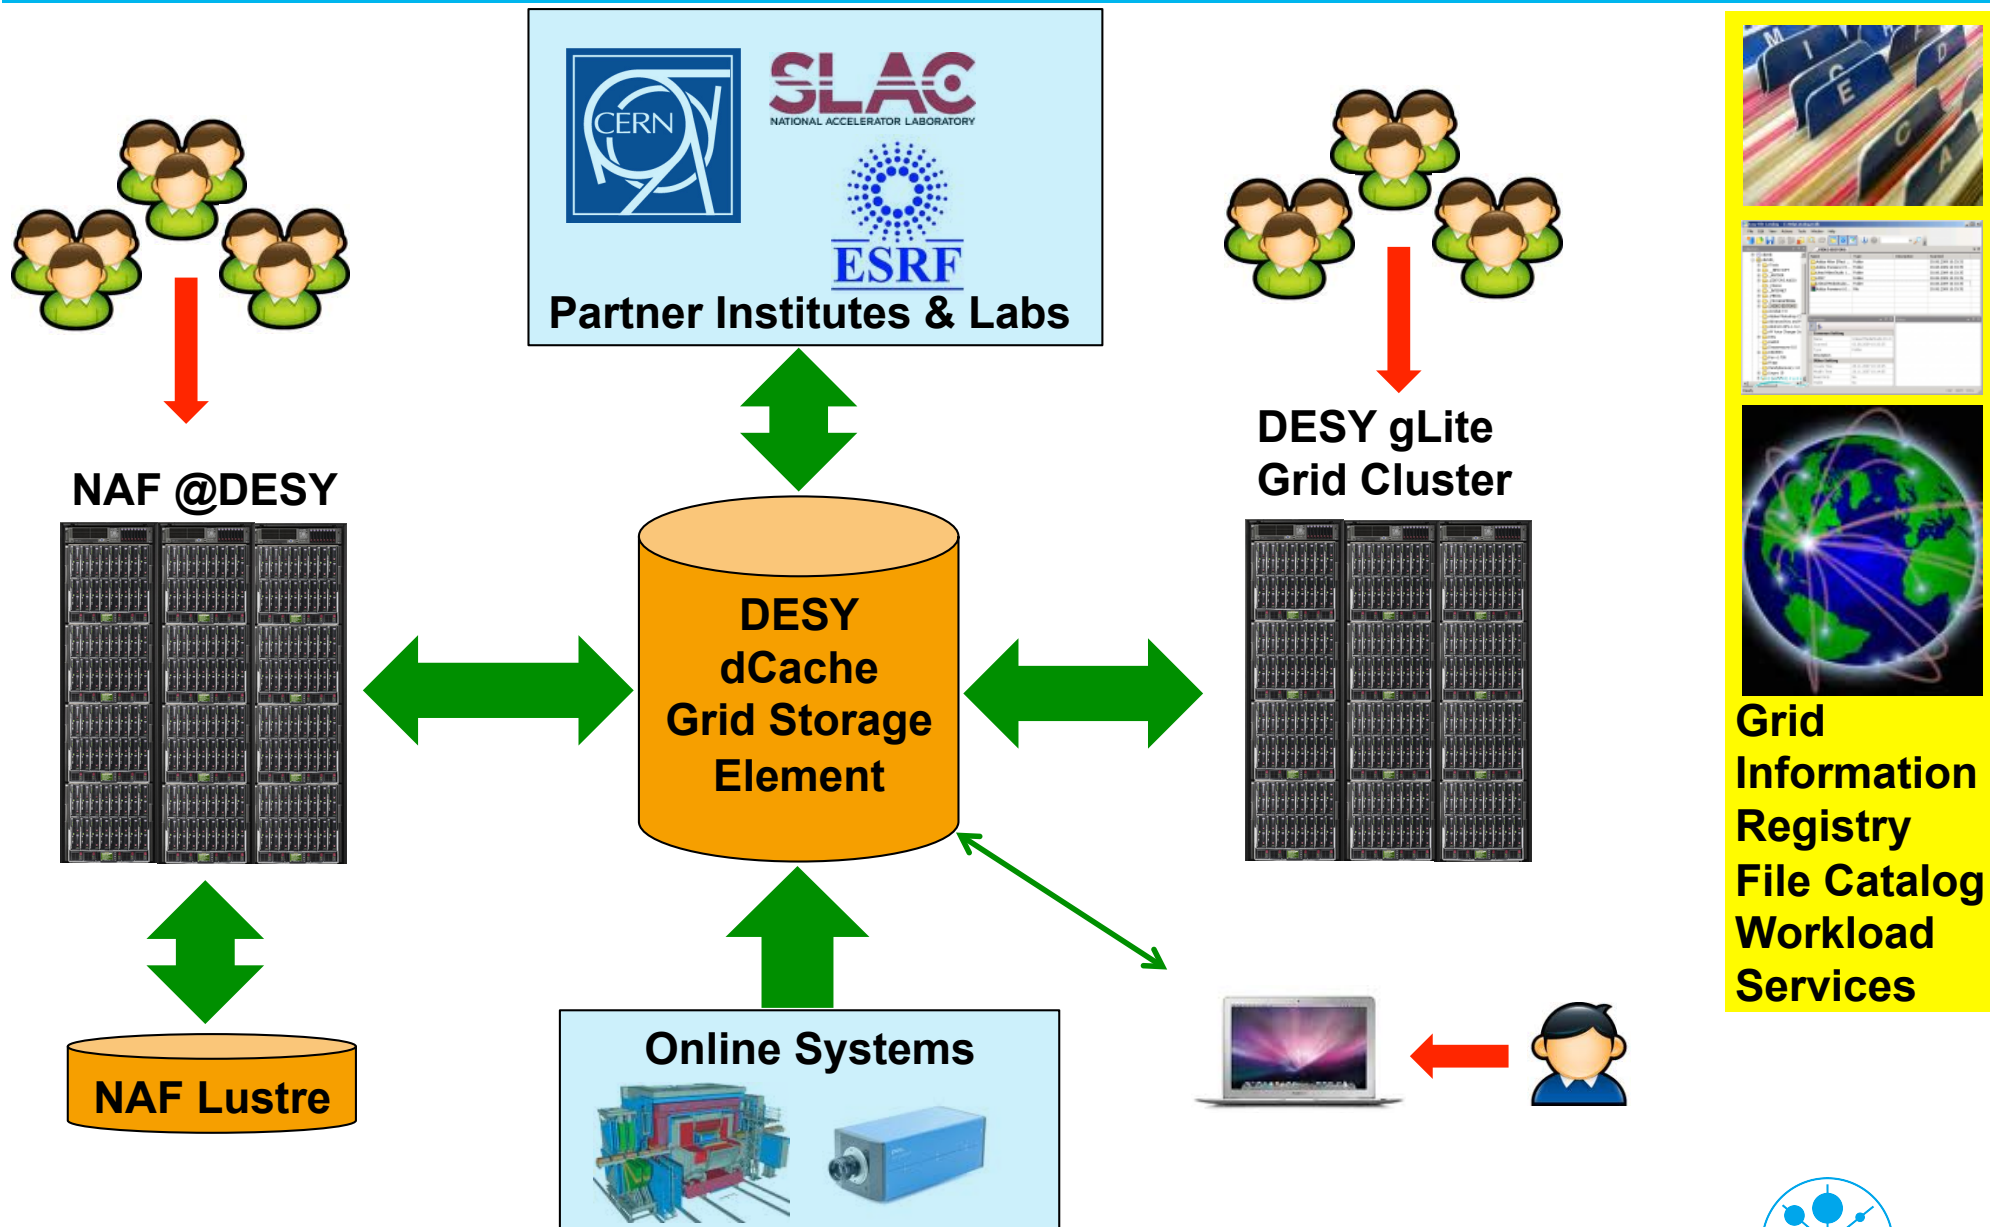 CERN
SLAC
NATIONAL ACCELERATOR LABORATORY
ESRF
Partner Institutes & Labs
NAF @DESY
DESY gLite
Grid Cluster
DESY
dCache
Grid Storage
Element
NAF Lustre
Online Systems
M
I
E
C
D
C
A
Grid
Information
Registry
File Catalog
Workload
Services